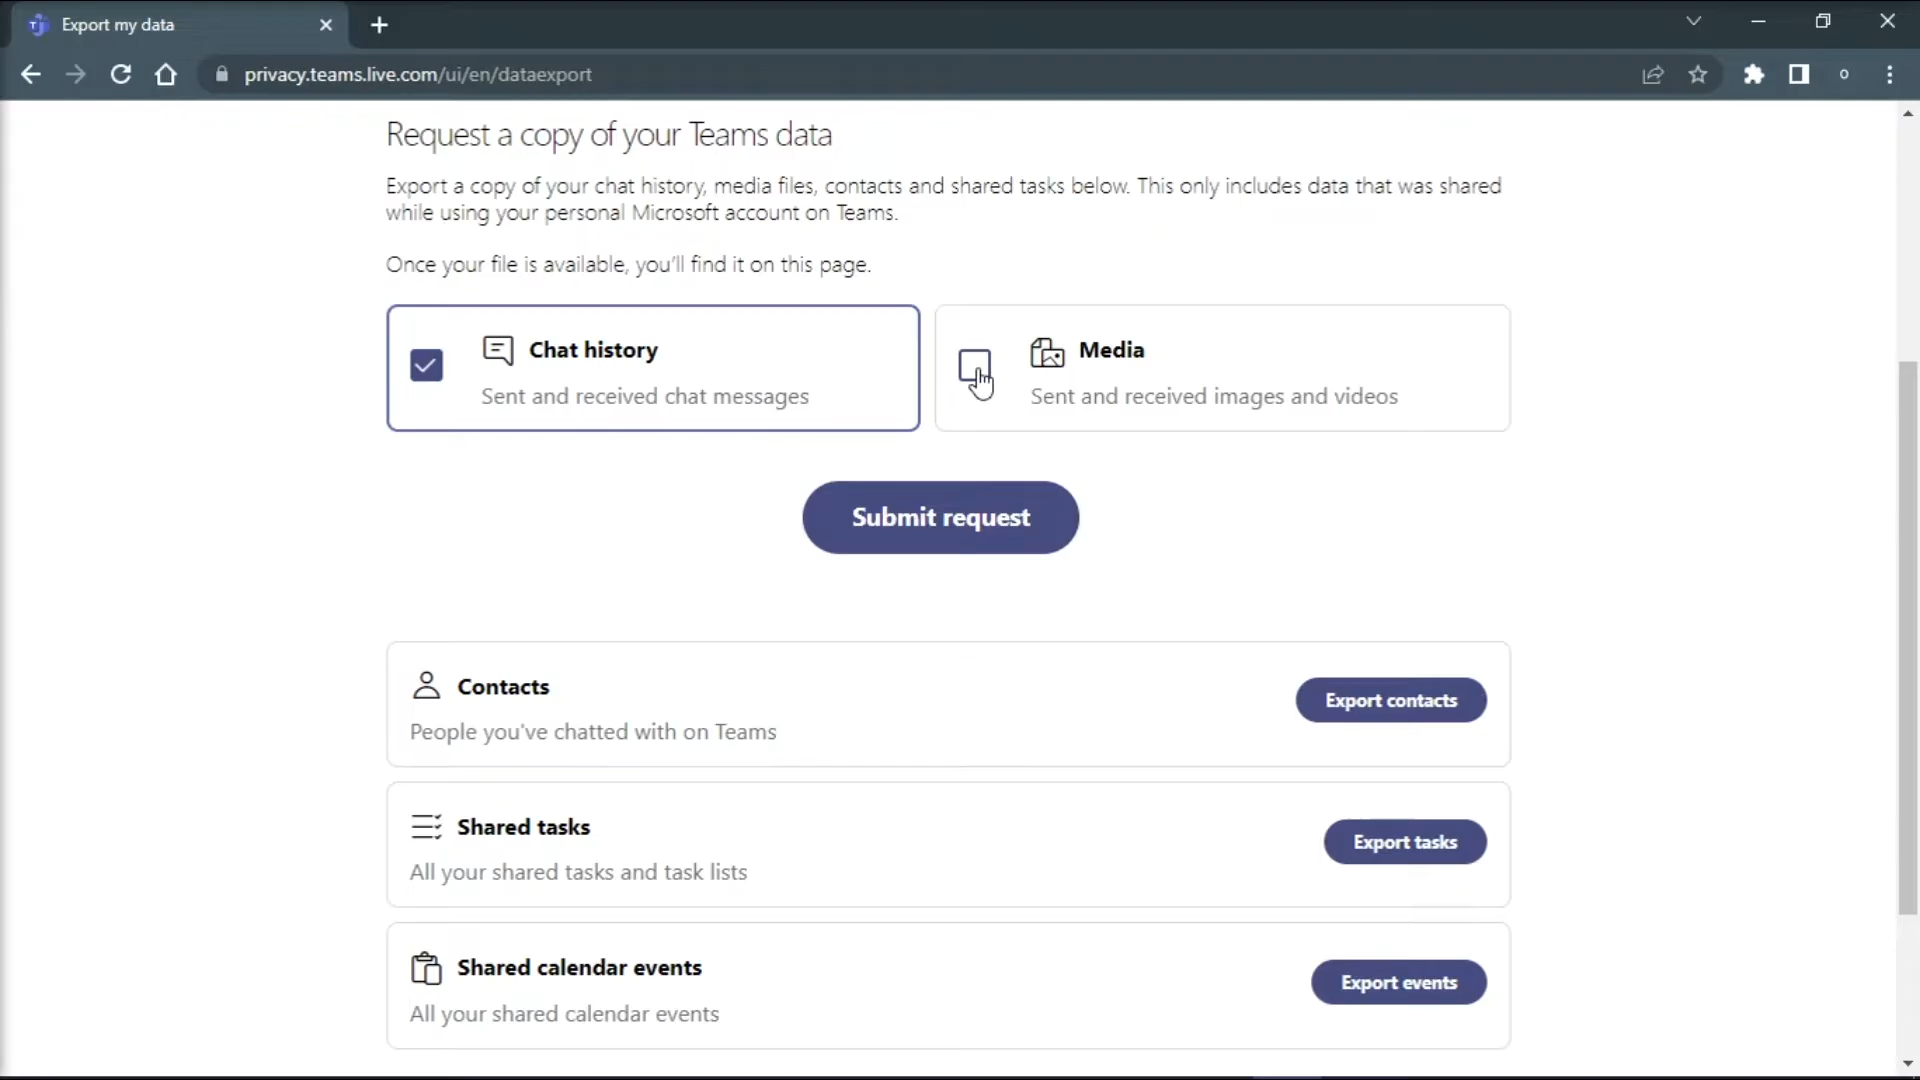 Export my data
privacy.teams.live.com/ui/en/dataexport
Request a copy of your Teams data
Export a copy of your chat history, media files, contacts and shared tasks below. This only includes data that was shared
while using your personal Microsoft account on Teams.
Once your file is available, you'll find it on this page.
Chat history
Sent and received chat messages
Media
Sent and received images and videos
Submit request
Contacts
People you've chatted with on Teams
Export contacts
Shared tasks
All your shared tasks and task lists
Export tasks
Shared calendar events
All your shared calendar events
Export events